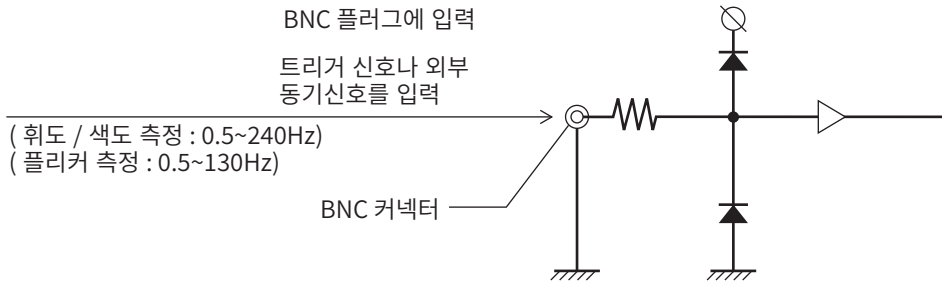 BNC 플러그에 입력
트리거 신호나 외부
동기신호를 입력
( 휘도 / 색도 측정 : 0.5~240Hz)
( 플리커 측정 : 0.5~130Hz)
BNC 커넥터